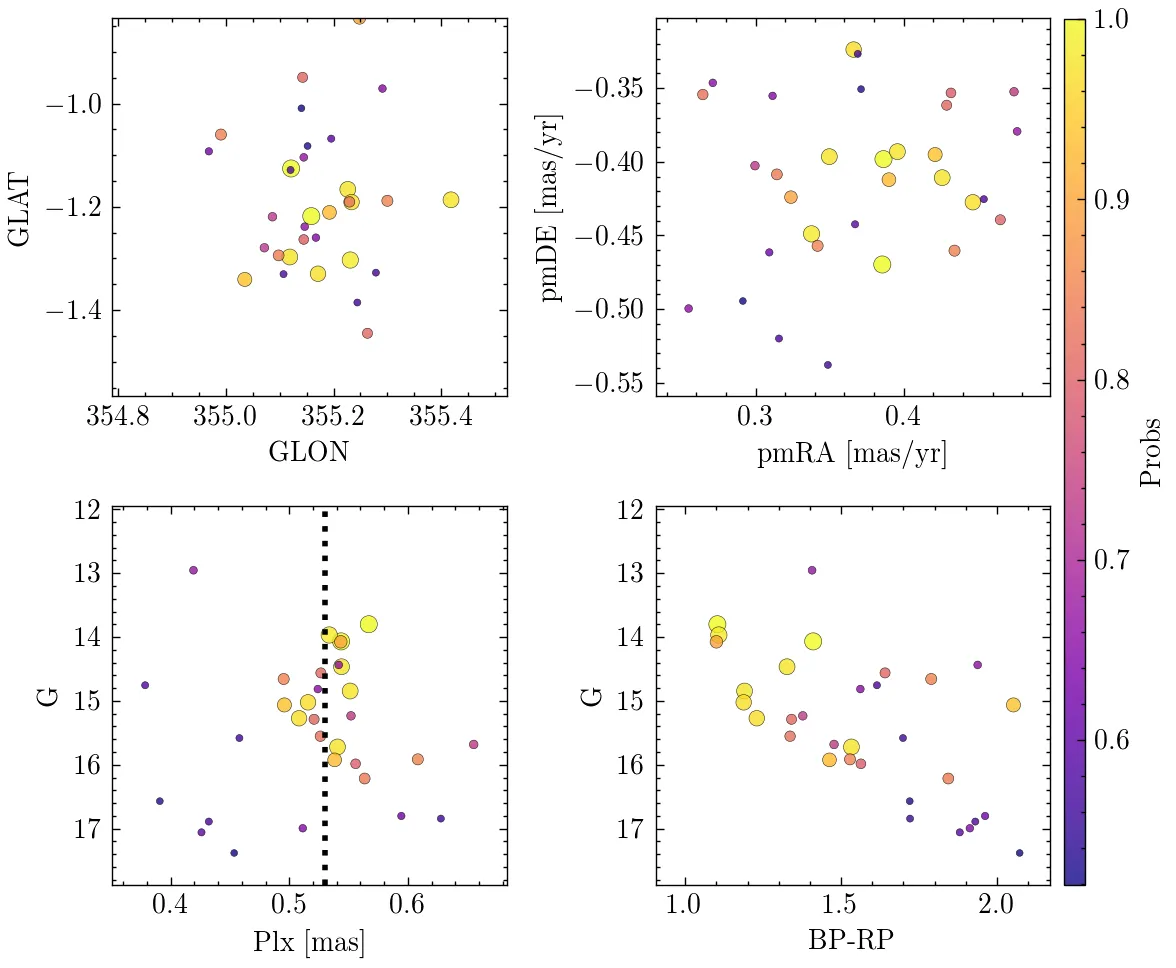 −1.0
−1.2
−1.4
GLAT
354.8 355.0 355.2 355.4
GLON
−0.35
−0.40
−0.45
−0.50
−0.55
pmDE [mas/yr]
0.3 0.4
pmRA [mas/yr]
1.0
0.9
0.8
0.7
0.6
Probs
12
13
14
15
16
17
G
0.4 0.5 0.6
Plx [mas]
12
13
14
15
16
17
G
1.0 1.5 2.0
BP-RP